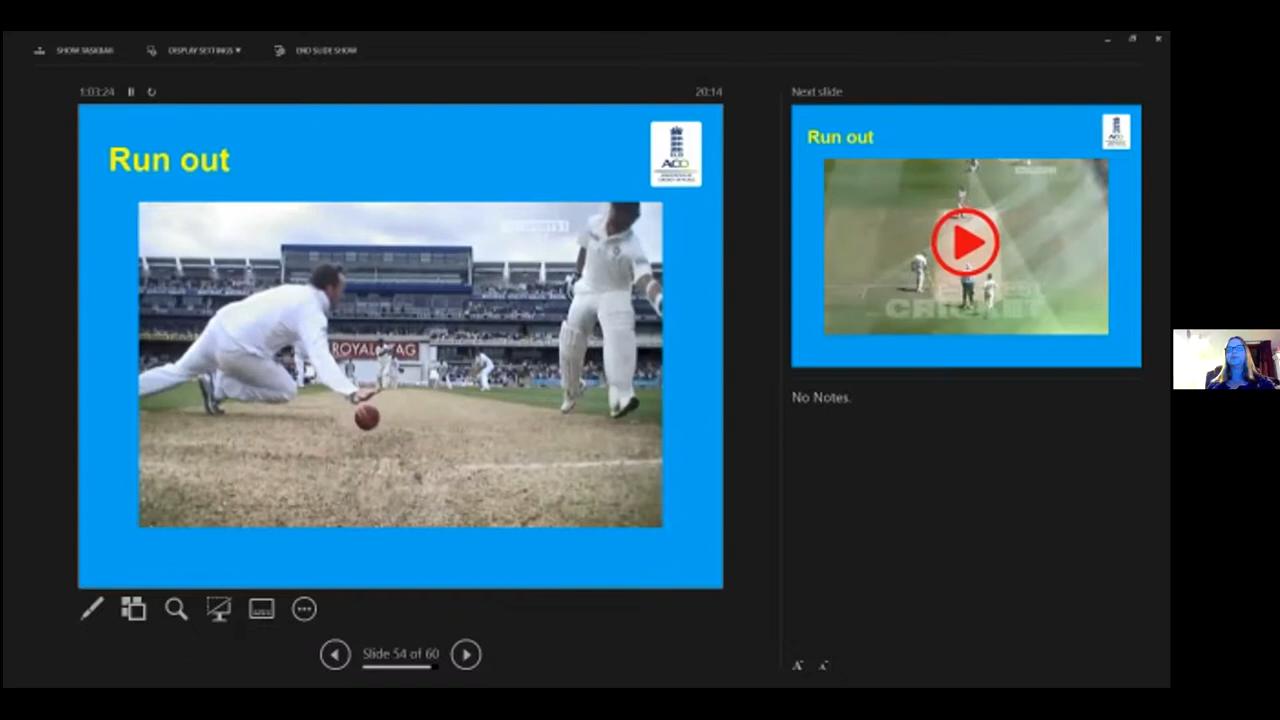 SHOW TASKBAR
DISPLAY SETTINGS
END SLIDE SHOW
1:03:24
20:14
Next slide
Run out
ROYAL
Run out
CRICKET
No Notes.
Slide 54 of 60